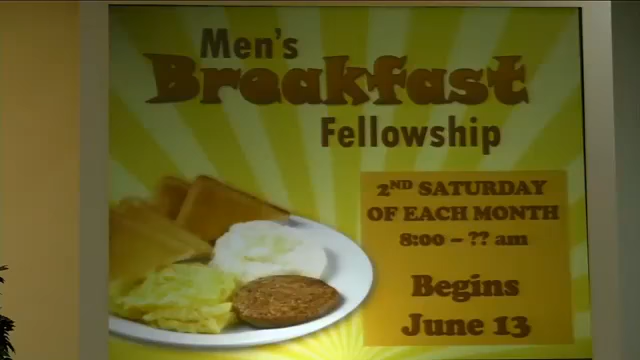 Men's
Breakfast
Fellowship
2ND SATURDAY
OF EACH MONTH
8:00 – ?? am
Begins
June 13